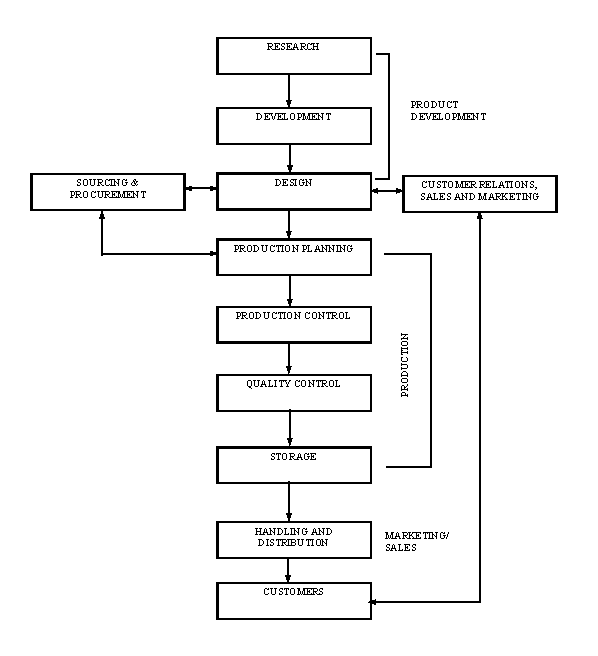 RESEARCH
PRODUCT
DEVELOPMENT
DEVELOPMENT
SOURCING &
PROCUREMENT
DESIGN
CUSTOMER RELATIONS,
SALES AND MARKETING
PRODUCTION PLANNING
PRODUCTION CONTROL
PRODUCTION
QUALITY CONTROL
STORAGE
HANDLING AND
DISTRIBUTION
MARKETING/
SALES
CUSTOMERS